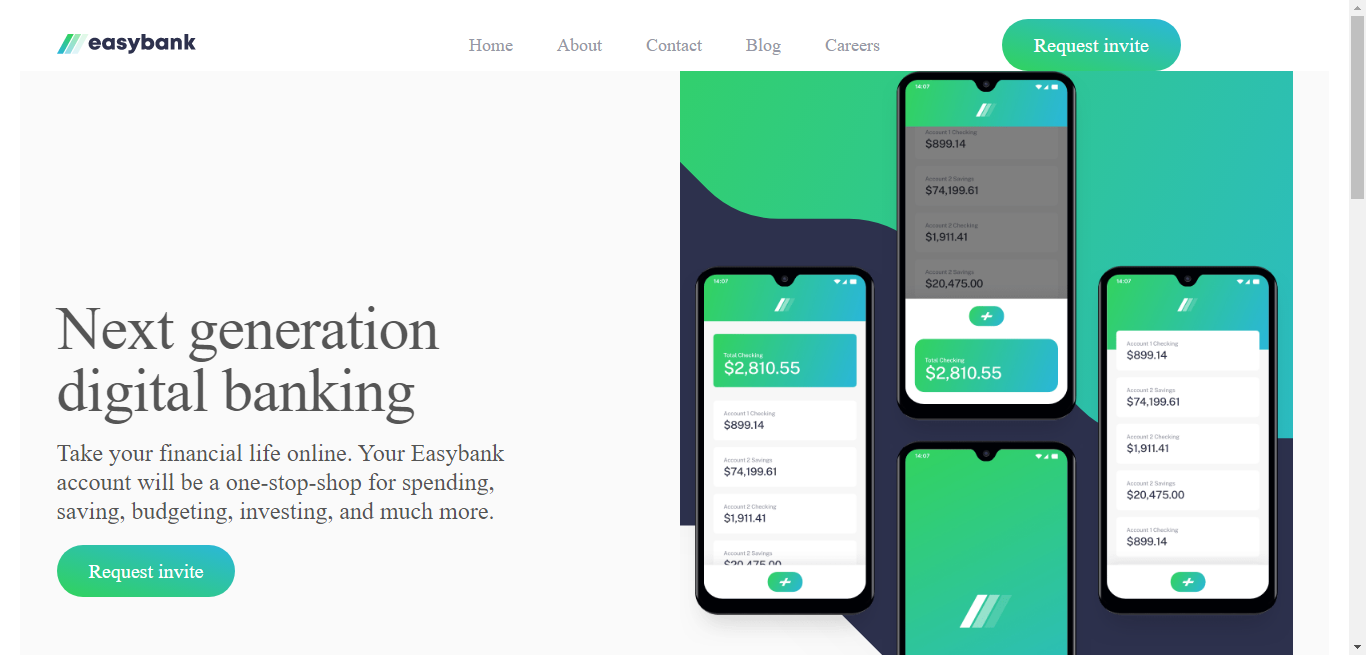 easybank
Home
About
Contact
Blog
Careers
Request invite
Next generation
digital banking
Take your financial life online. Your Easybank
account will be a one-stop-shop for spending,
saving, budgeting, investing, and much more.
Request invite
14:07
Account 1 Checking
$899.14
Account 2 Savings
$74,199.61
Account 2 Checking
$1,911.41
Account 2 Savings
$20,475.00
Total Checking
$2,810.55
14:07
Total Checking
$2,810.55
Account 1 Checking
$899.14
Account 2 Savings
$74,199.61
Account 2 Checking
$1,911.41
Account 2 Savings
$20,475.00
14:07
Account 1 Checking
$899.14
Account 2 Savings
$74,199.61
Account 2 Checking
$1,911.41
Account 2 Savings
$20,475.00
Account 1 Checking
$899.14
14:07